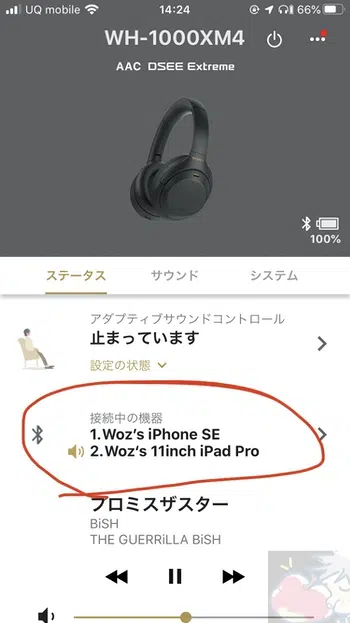 UQ mobile 14:24 66%
WH-1000XM4
AAC DSEE Extreme
100%
ステータス サウンド システム
アダプティブサウンドコントロール
止まっています
設定の状態
接続中の機器
1.Woz's iPhone SE
2.Woz's 11inch iPad Pro
プロミスザスター
BiSH
THE GUERRiLLA BiSH